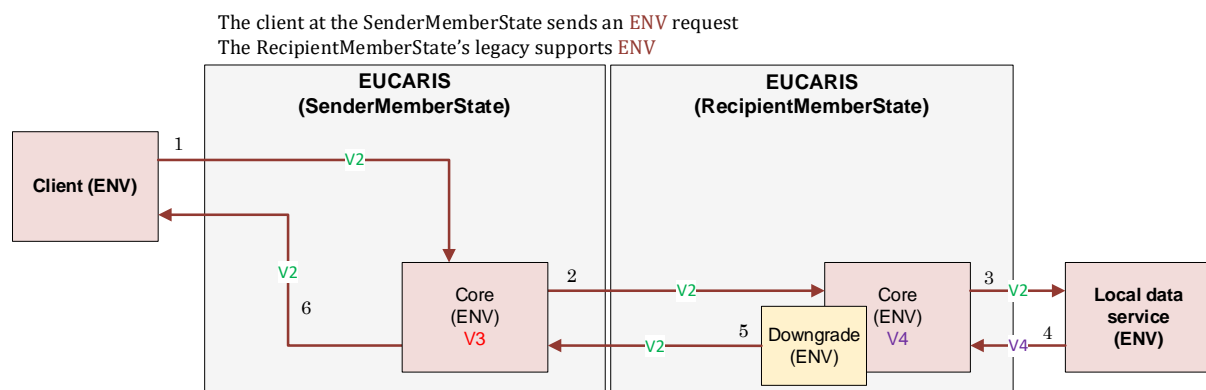 The client at the SenderMemberState sends an ENV request
The RecipientMemberState’s legacy supports ENV
EUCARIS
(SenderMemberState)
EUCARIS
(RecipientMemberState)
1
V2
Client (ENV)
V2
6
Core
(ENV)
V3
2
V2
5
V2
Downgrade
(ENV)
Core
(ENV)
V4
3
V2
4
V4
Local data
service
(ENV)